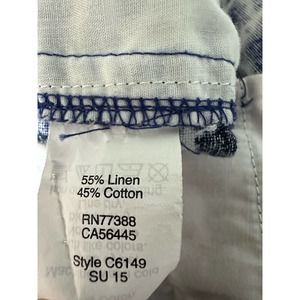 55% Linen
45% Cotton
RN77388
CA56445
Style C6149
SU 15